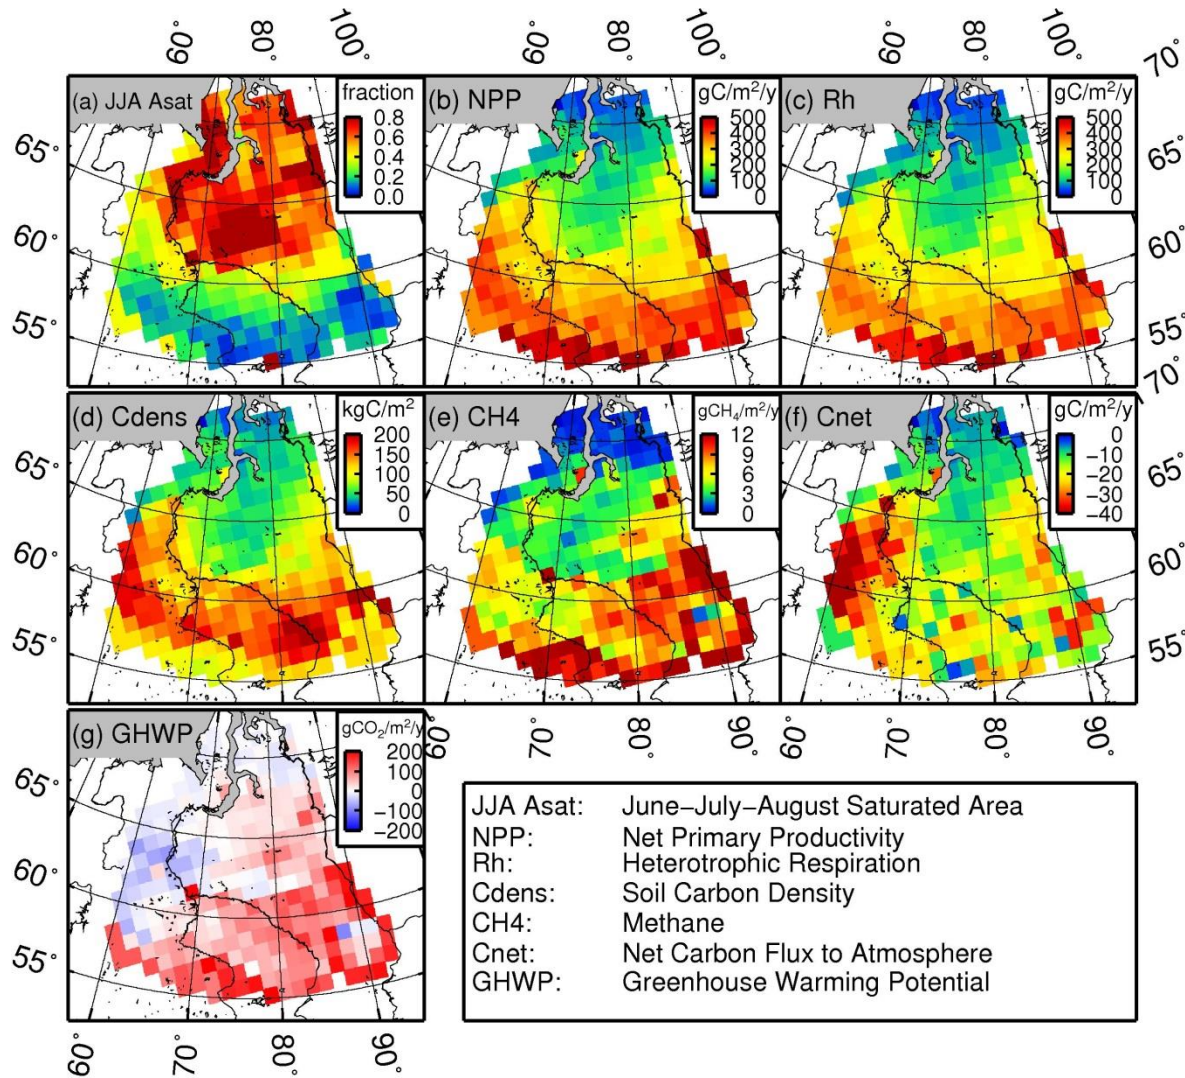 60° 80° 100° 60° 80° 100° 60° 80° 100° 70°
(a) JJA Asat fraction 0.8 0.6 0.4 0.2 0.0
(b) NPP gC/m²/y 500 400 300 200 100 0
(c) Rh gC/m²/y 500 400 300 200 100 0
65° 60° 55°
65° 60° 55° 70°
(d) Cdens kgC/m² 200 150 100 50 0
(e) CH4 gCH₄/m²/y 12 9 6 3 0
(f) Cnet gC/m²/y 0 −10 −20 −30 −40
65° 60° 55°
65° 60° 55°
(g) GHWP gCO₂/m²/y 200 100 0 −100 −200
60° 70° 80° 90° 70° 80° 90°
65° 60° 55°
60° 70° 80° 90°
JJA Asat: June−July−August Saturated Area
NPP: Net Primary Productivity
Rh: Heterotrophic Respiration
Cdens: Soil Carbon Density
CH4: Methane
Cnet: Net Carbon Flux to Atmosphere
GHWP: Greenhouse Warming Potential